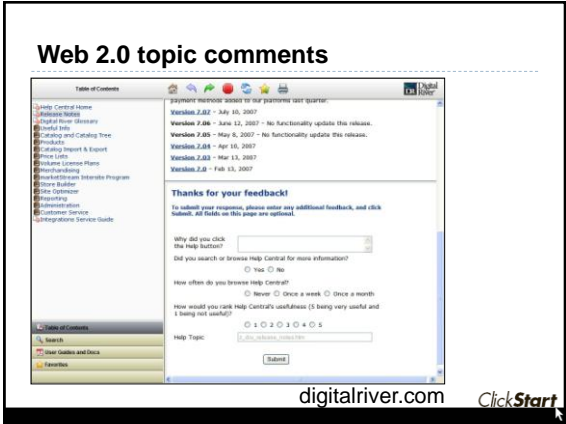 Web 2.0 topic comments
Table of Contents
Digital River
Help Central Home
Release Notes
Digital River Glossary
Useful Info
Catalog and Catalog Tree
Products
Catalog Import & Export
Price Lists
Volume License Plans
Merchandising
marketStream Intersite Program
Store Builder
Site Optimizer
Reporting
Administration
Customer Service
Integrations Service Guide
Table of Contents
Search
User Guides and Docs
Favorites
payment methods added to our platforms last quarter.
Version 7.07 - July 10, 2007
Version 7.06 - June 12, 2007 - No functionality update this release.
Version 7.05 - May 8, 2007 - No functionality update this release.
Version 7.04 - Apr 10, 2007
Version 7.03 - Mar 13, 2007
Version 7.0 - Feb 13, 2007
Thanks for your feedback!
To submit your response, please enter any additional feedback, and click
Submit. All fields on this page are optional.
Why did you click
the Help button?
Did you search or browse Help Central for more information?
Yes No
How often do you browse Help Central?
Never Once a week Once a month
How would you rank Help Central's usefulness (5 being very useful and
1 being not useful)?
1 2 3 4 5
Help Topic
Submit
digitalriver.com
ClickStart